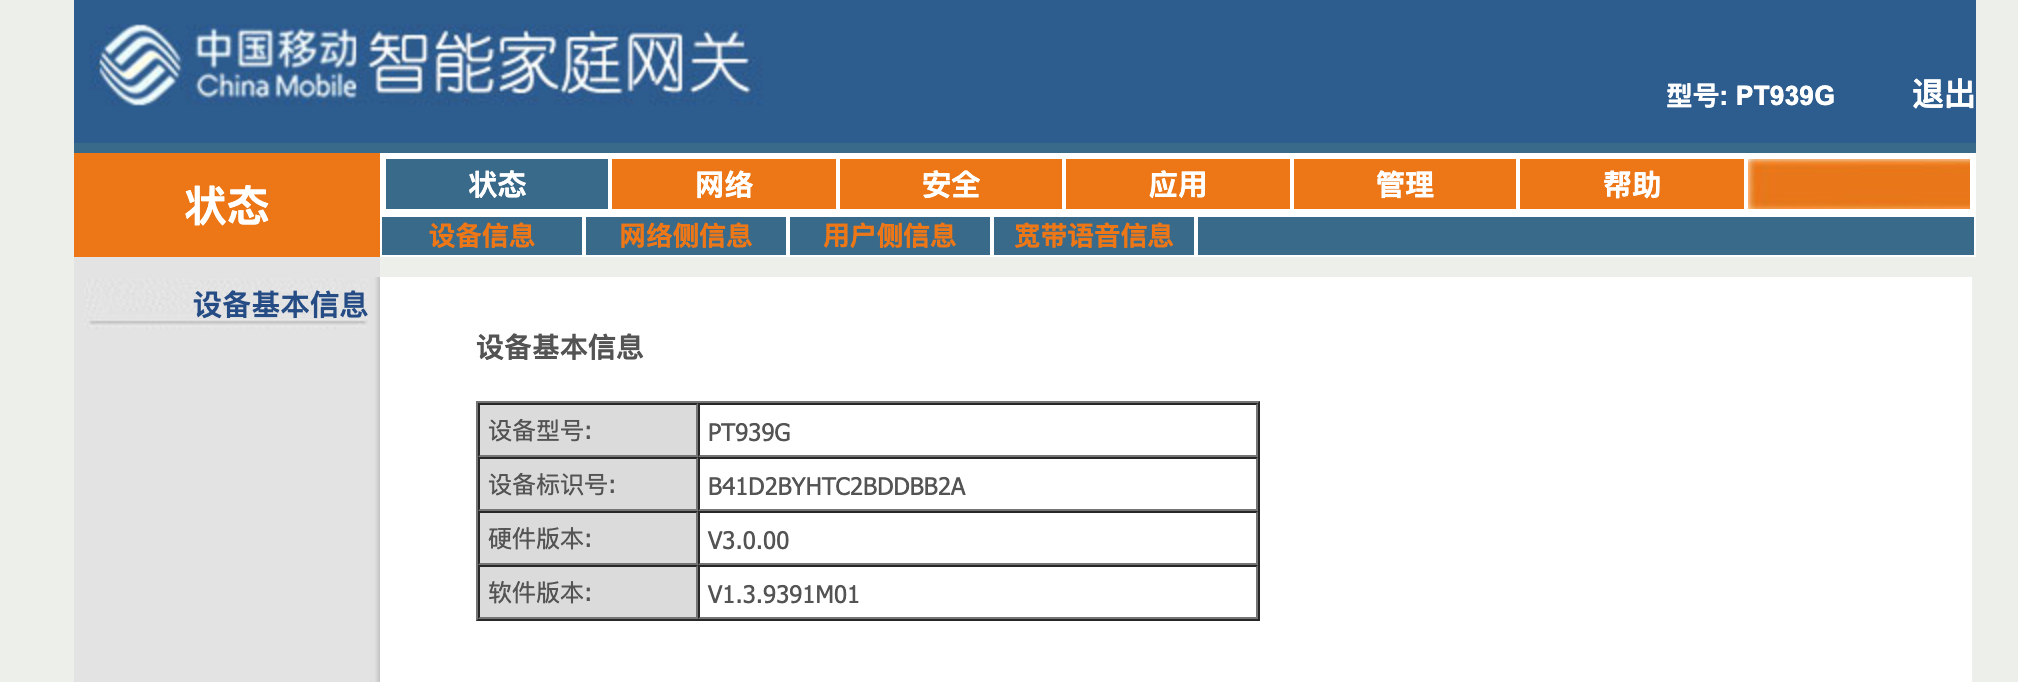 中国移动 智能家庭网关
China Mobile
型号: PT939G 退出
状态
状态 网络 安全 应用 管理 帮助
设备信息 网络侧信息 用户侧信息 宽带语音信息
设备基本信息
设备基本信息
设备型号: PT939G
设备标识号: B41D2BYHTC2BDDBB2A
硬件版本: V3.0.00
软件版本: V1.3.9391M01